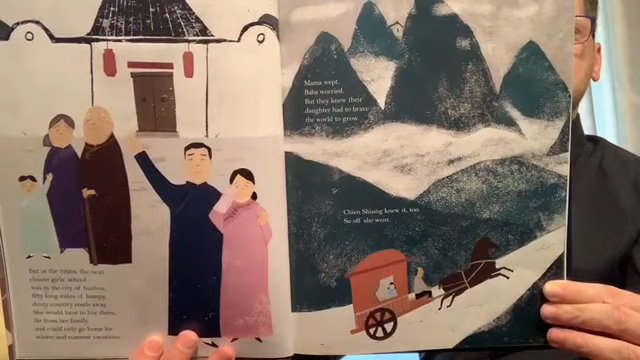 But in the 1920s, the next
closest girls' school
was in the city of Suzhou,
fifty long miles of bumpy,
dusty country roads away.
She would have to live there,
far from her family,
and could only go home for
winter and summer vacations.
Mama wept.
Baba worried.
But they knew their
daughter had to brave
the world to grow.
Chien Shiung knew it, too.
So off she went.